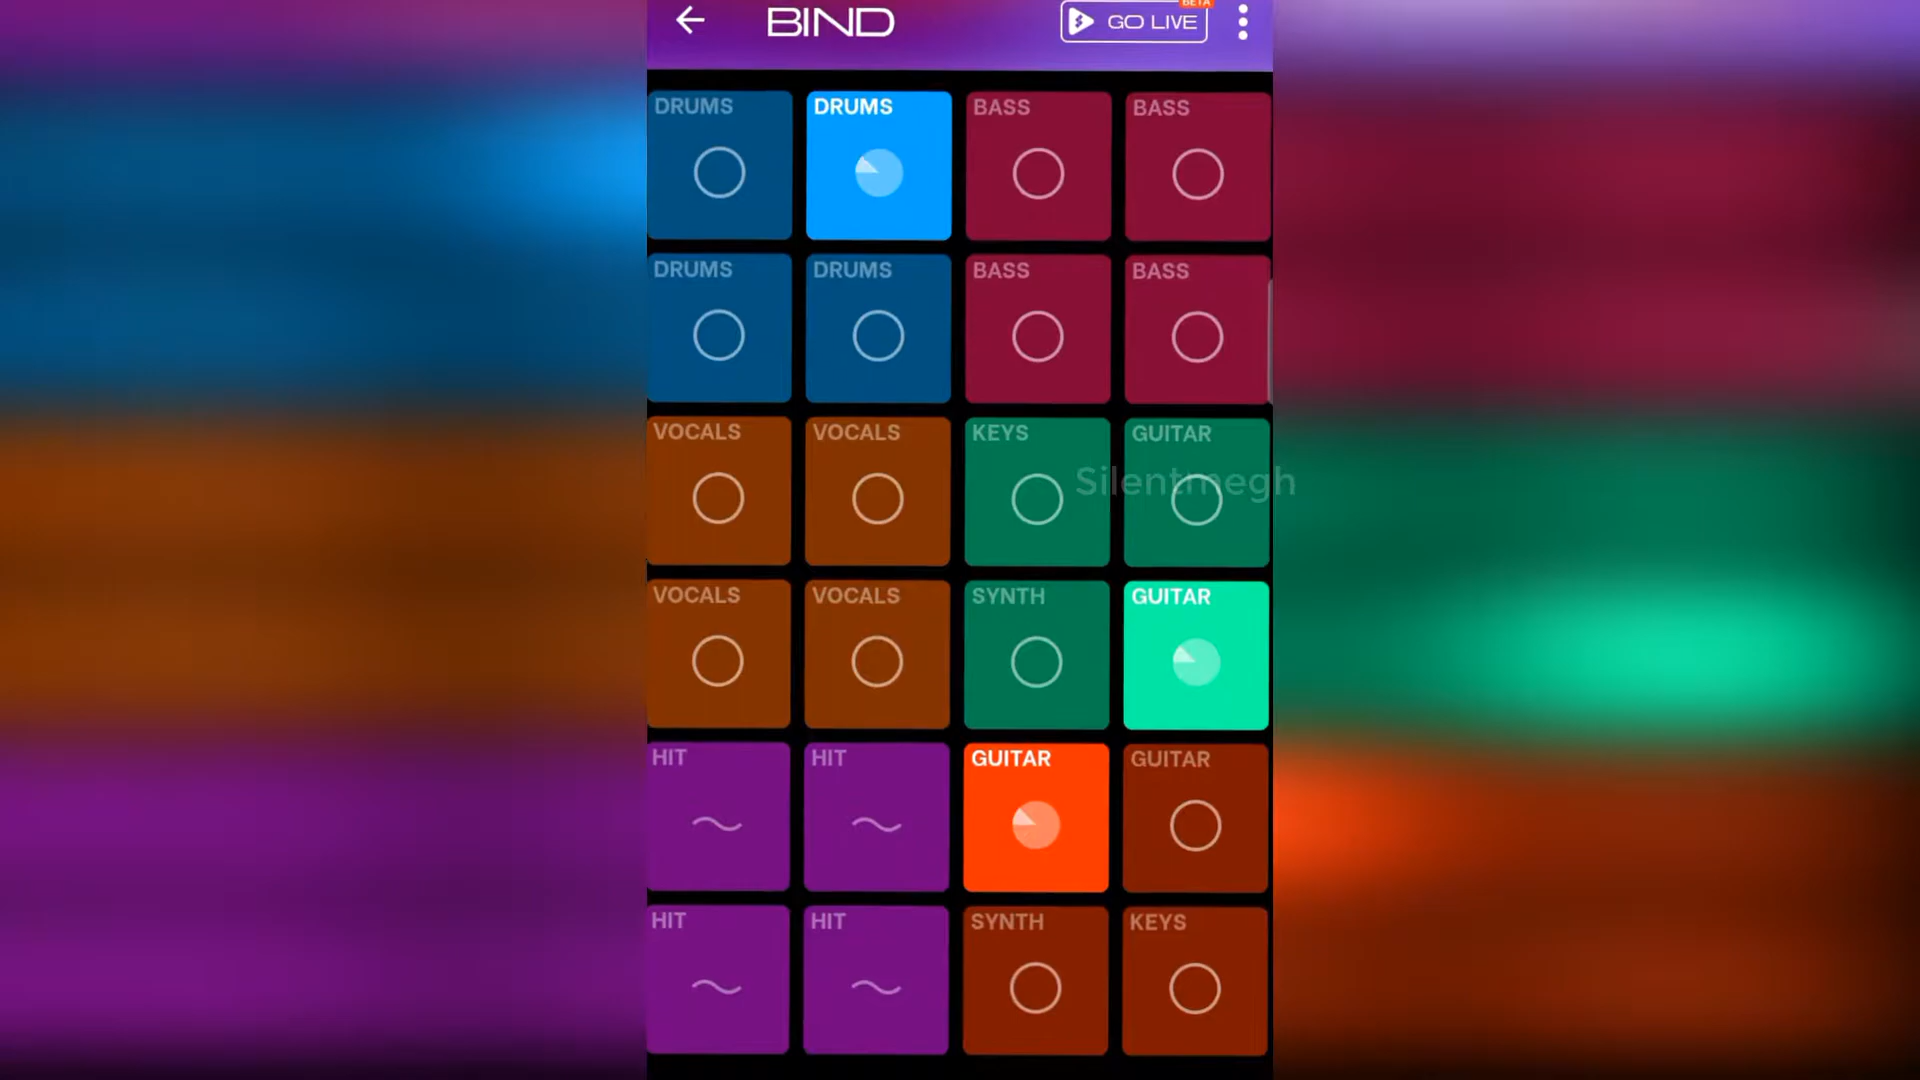 BIND
BETA
GO LIVE
DRUMS DRUMS BASS BASS
DRUMS DRUMS BASS BASS
VOCALS VOCALS KEYS GUITAR
Silentmegh
VOCALS VOCALS SYNTH GUITAR
HIT HIT GUITAR GUITAR
HIT HIT SYNTH KEYS